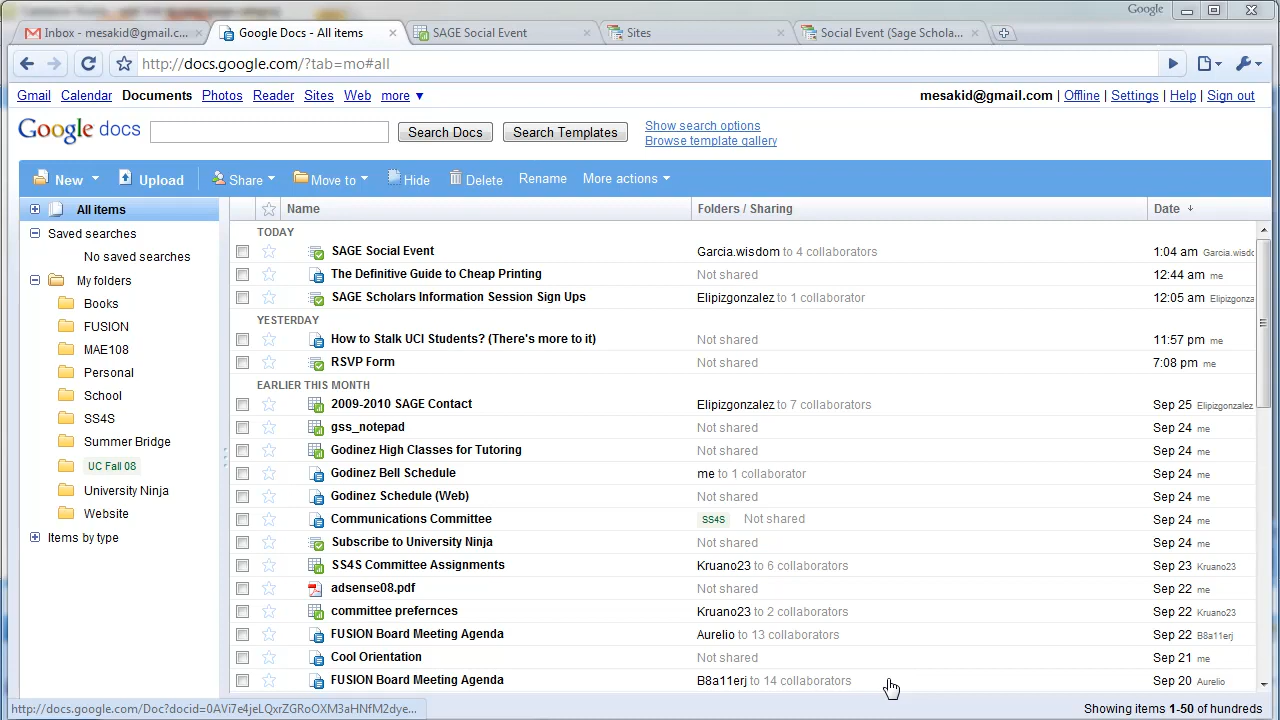 Google
Inbox - mesakid@gmail.c...
Google Docs - All items
SAGE Social Event
Sites
Social Event (Sage Schola...
http://docs.google.com/?tab=mo#all
Gmail Calendar Documents Photos Reader Sites Web more ▼
mesakid@gmail.com | Offline | Settings | Help | Sign out
Google docs
Search Docs
Search Templates
Show search options
Browse template gallery
New
Upload
Share
Move to
Hide
Delete
Rename
More actions
All items
Saved searches
No saved searches
My folders
Books
FUSION
MAE108
Personal
School
SS4S
Summer Bridge
UC Fall 08
University Ninja
Website
Items by type
Name Folders / Sharing Date
TODAY
SAGE Social Event Garcia.wisdom to 4 collaborators 1:04 am Garcia.wisdo
The Definitive Guide to Cheap Printing Not shared 12:44 am me
SAGE Scholars Information Session Sign Ups Elipizgonzalez to 1 collaborator 12:05 am Elipizgonza
YESTERDAY
How to Stalk UCI Students? (There's more to it) Not shared 11:57 pm me
RSVP Form Not shared 7:08 pm me
EARLIER THIS MONTH
2009-2010 SAGE Contact Elipizgonzalez to 7 collaborators Sep 25 Elipizgonzalez
gss_notepad Not shared Sep 24 me
Godinez High Classes for Tutoring Not shared Sep 24 me
Godinez Bell Schedule me to 1 collaborator Sep 24 me
Godinez Schedule (Web) Not shared Sep 24 me
Communications Committee SS4S Not shared Sep 24 me
Subscribe to University Ninja Not shared Sep 24 me
SS4S Committee Assignments Kruano23 to 6 collaborators Sep 23 Kruano23
adsense08.pdf Not shared Sep 22 me
committee prefernces Kruano23 to 2 collaborators Sep 22 Kruano23
FUSION Board Meeting Agenda Aurelio to 13 collaborators Sep 22 B8a11erj
Cool Orientation Not shared Sep 21 me
FUSION Board Meeting Agenda B8a11erj to 14 collaborators Sep 20 Aurelio
http://docs.google.com/Doc?docid=0AVi7e4jeLQxrZGRoOXM3aHNfM2dye...
Showing items 1-50 of hundreds